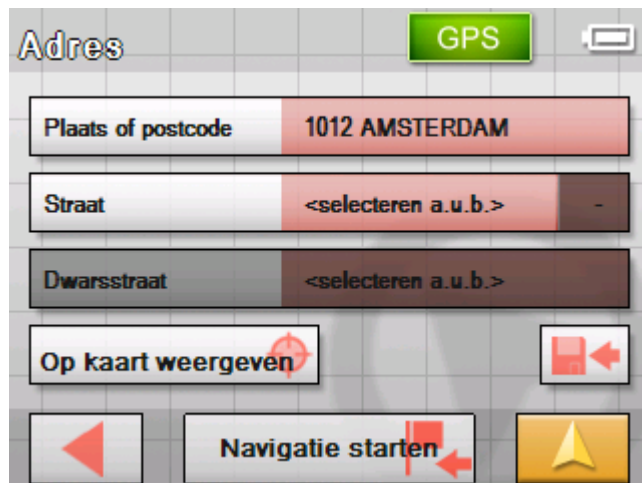 Adres
GPS
Plaats of postcode
1012 AMSTERDAM
Straat
<selecteren a.u.b.>
-
Dwarsstraat
<selecteren a.u.b.>
Op kaart weergeven
Navigatie starten